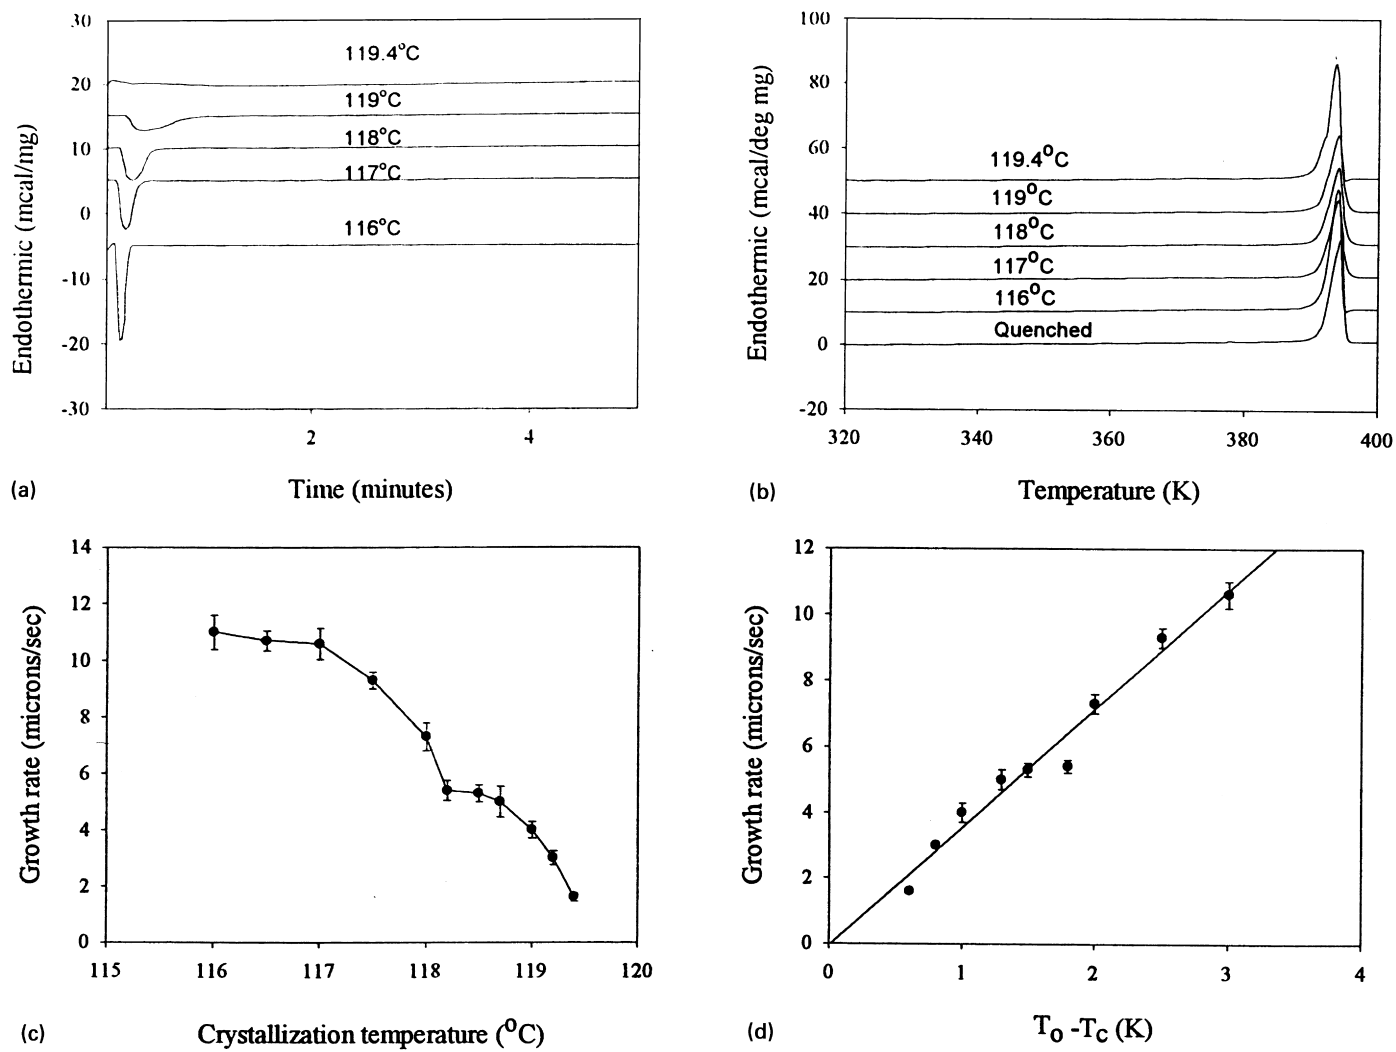 30
20
10
0
-10
-20
-30
Endothermic (mcal/mg)
119.4°C
119°C
118°C
117°C
116°C
2
4
(a)
Time (minutes)
100
80
60
40
20
0
-20
Endothermic (mcal/deg mg)
119.4°C
119°C
118°C
117°C
116°C
Quenched
320
340
360
380
400
(b)
Temperature (K)
14
12
10
8
6
4
2
0
Growth rate (microns/sec)
115
116
117
118
119
120
(c)
Crystallization temperature (°C)
12
10
8
6
4
2
0
Growth rate (microns/sec)
0
1
2
3
4
(d)
To -Tc (K)